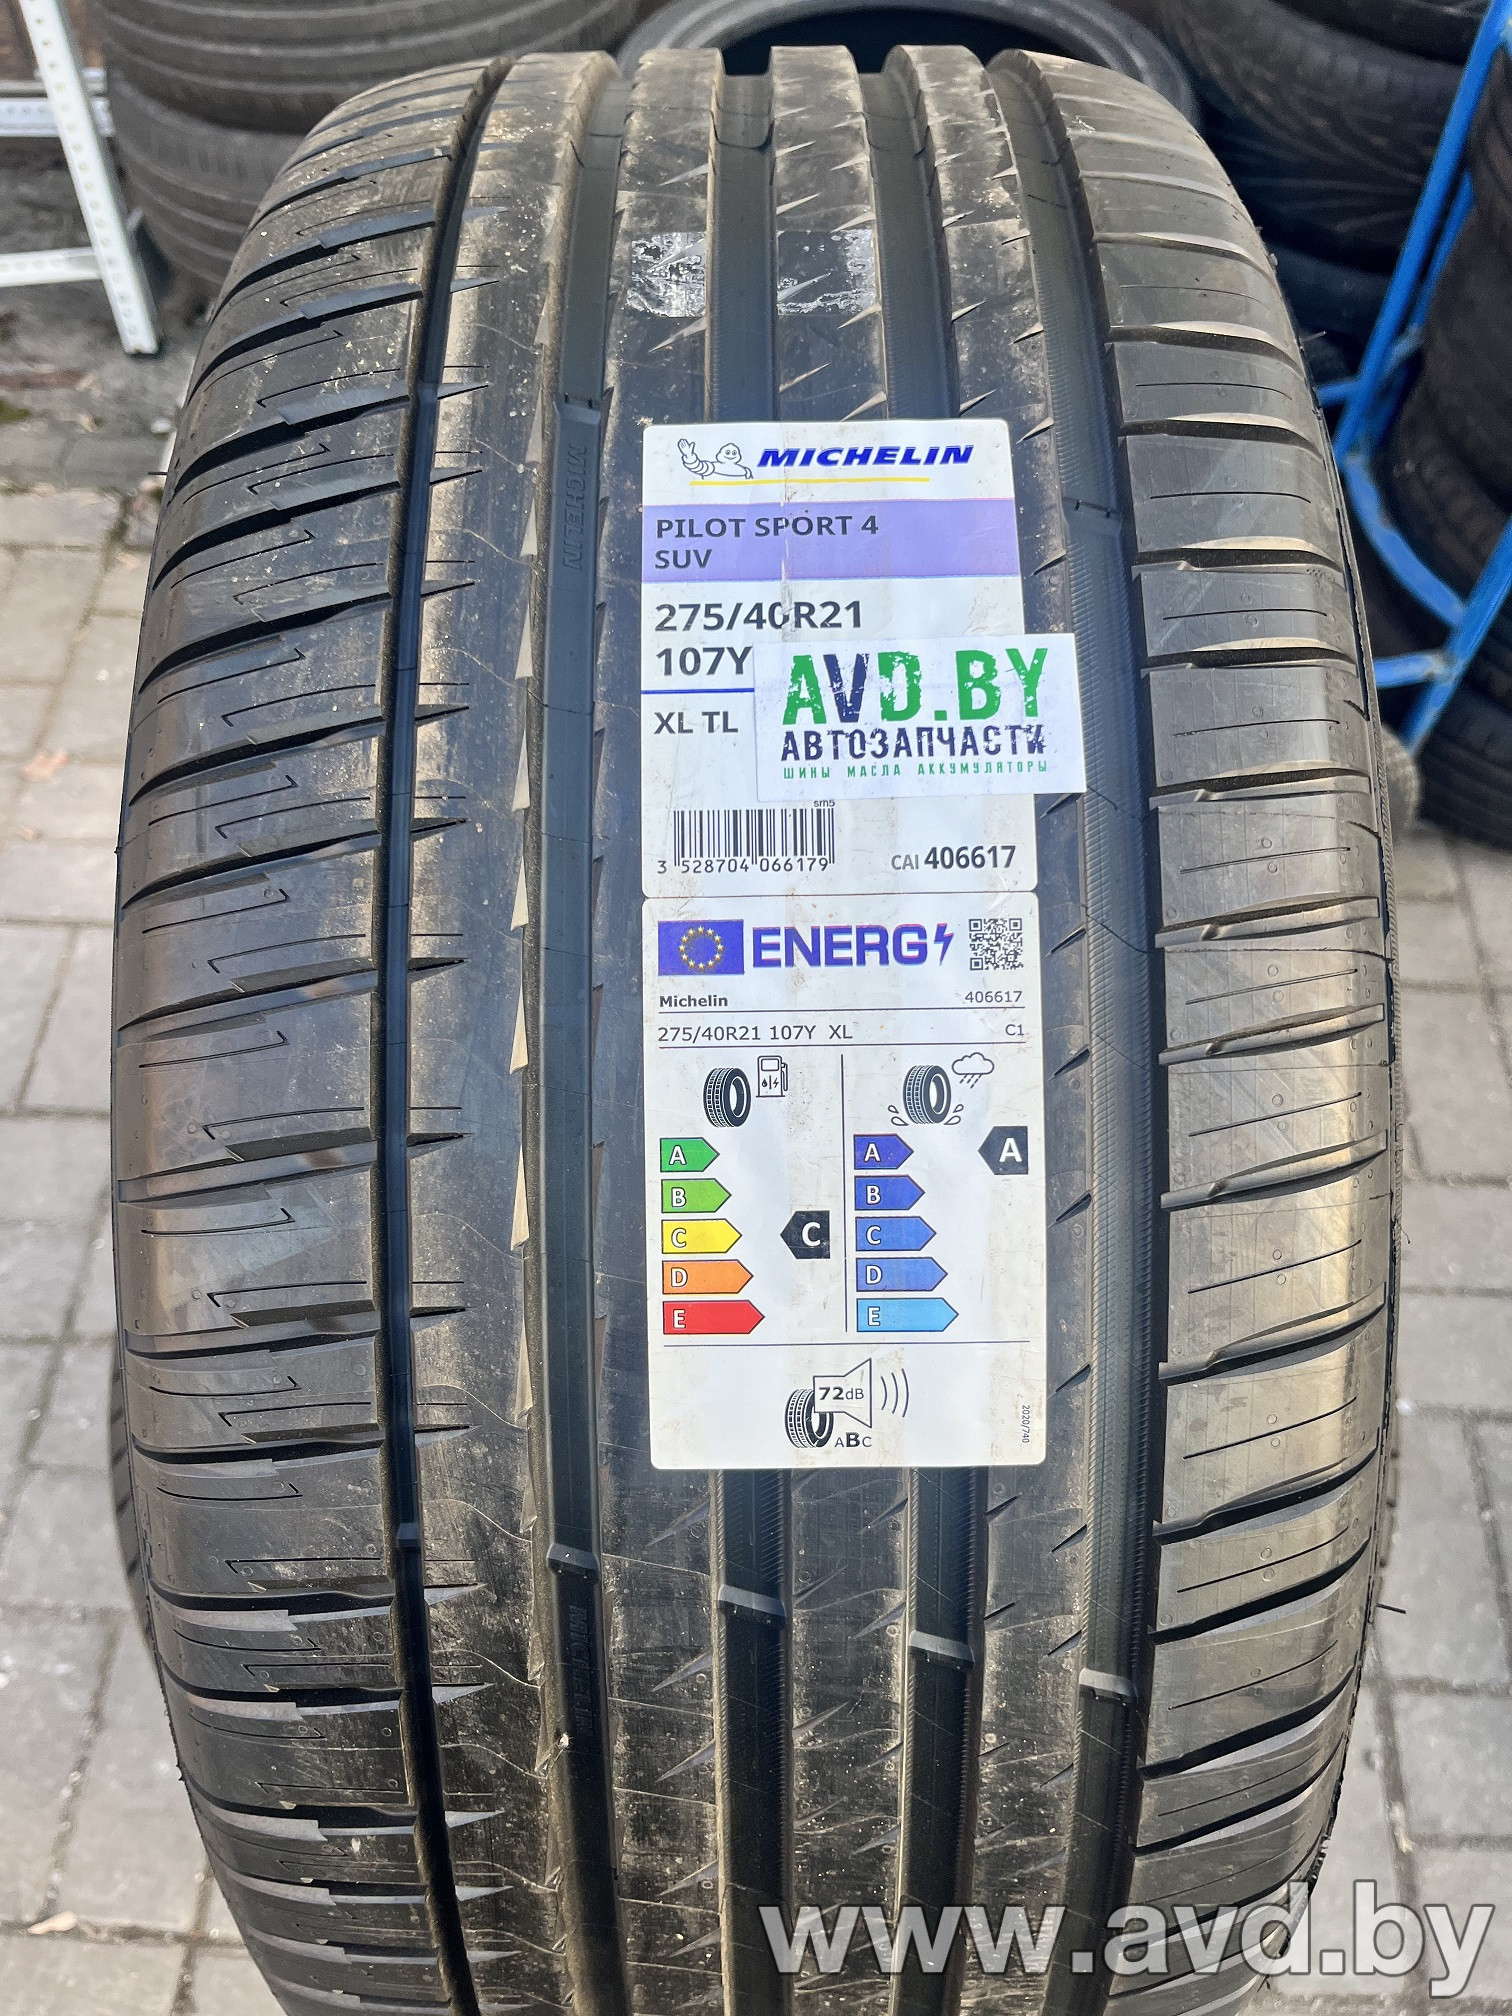 MICHELIN
PILOT SPORT 4
SUV
275/40R21
107Y
XL TL
AVD.BY
АВТОЗАПЧАСТИ
ШИНЫ МАСЛА АККУМУЛЯТОРЫ
sm5
3 528704 066179
CAI 406617
ENERG
Michelin 406617
275/40R21 107Y XL C1
A
B
C
D
E
C
A
B
C
D
E
A
72dB
ABC
2020/740
MICHELIN
MICHELIN
www.avd.by